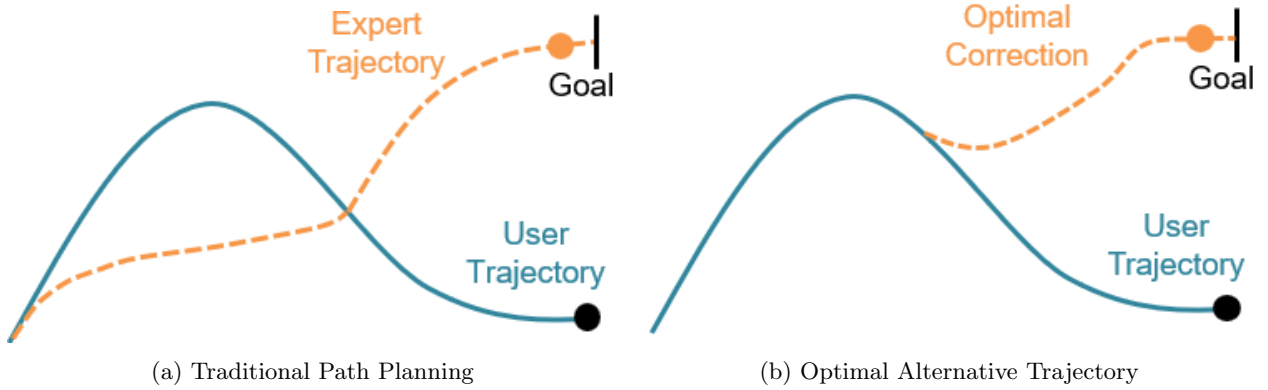 Expert
Trajectory
Goal
User
Trajectory
(a) Traditional Path Planning
Optimal
Correction
Goal
User
Trajectory
(b) Optimal Alternative Trajectory